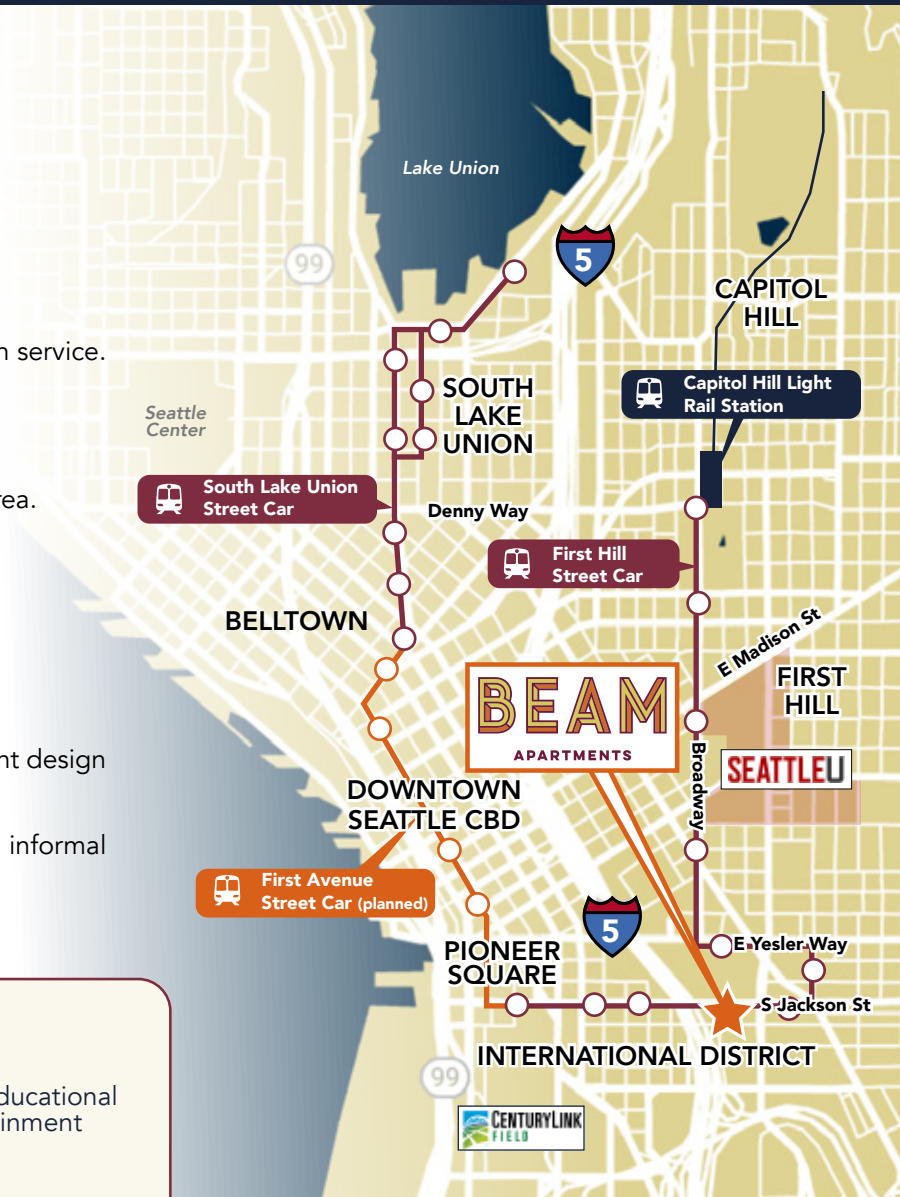 Lake Union
99
5
CAPITOL
HILL
n service.
Capitol Hill Light
Rail Station
SOUTH
LAKE
UNION
Seattle
Center
South Lake Union
Street Car
rea.
Denny Way
First Hill
Street Car
BELLTOWN
E Madison St
FIRST
HILL
BEAM
APARTMENTS
Broadway
SEATTLEU
nt design
DOWNTOWN
SEATTLE CBD
informal
First Avenue
Street Car (planned)
5
PIONEER
SQUARE
E Yesler Way
S Jackson St
INTERNATIONAL DISTRICT
99
ducational
inment
CENTURYLINK
FIELD